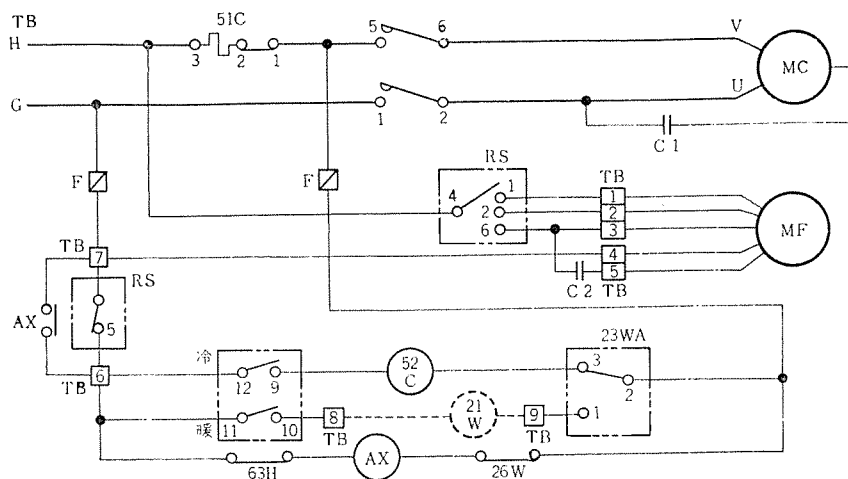 TB
51C
H
3 2 1
5 6
V
MC
G
1 2
U
C 1
F
F
RS
4 1
2
6
TB
1
2
3
4
5
MF
C 2
TB
TB
7
RS
AX
5
TB
6
冷
12 9
52
C
23WA
3
2
1
暖
11 10
8
TB
21
W
9
TB
63H
AX
26W